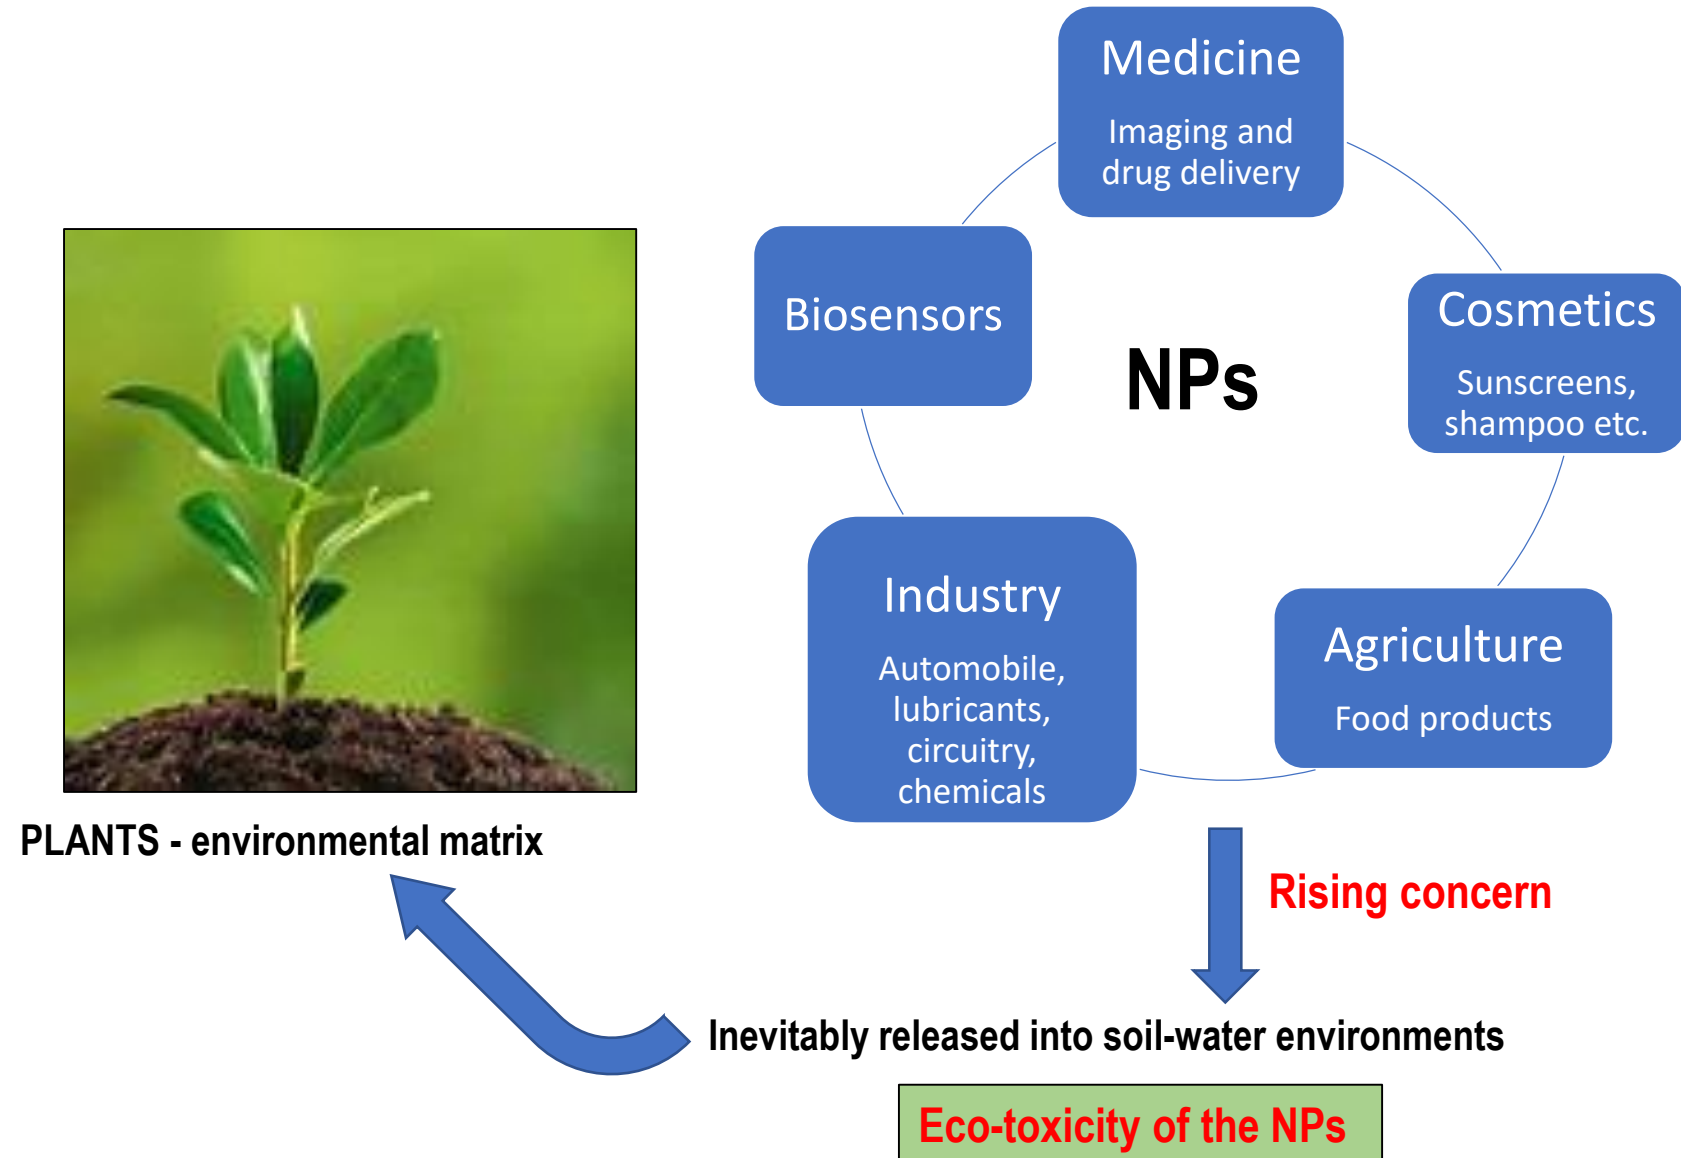 Medicine
Imaging and
drug delivery
Biosensors
Cosmetics
Sunscreens,
shampoo etc.
NPs
Industry
Automobile,
lubricants,
circuitry,
chemicals
Agriculture
Food products
PLANTS - environmental matrix
Rising concern
Inevitably released into soil-water environments
Eco-toxicity of the NPs